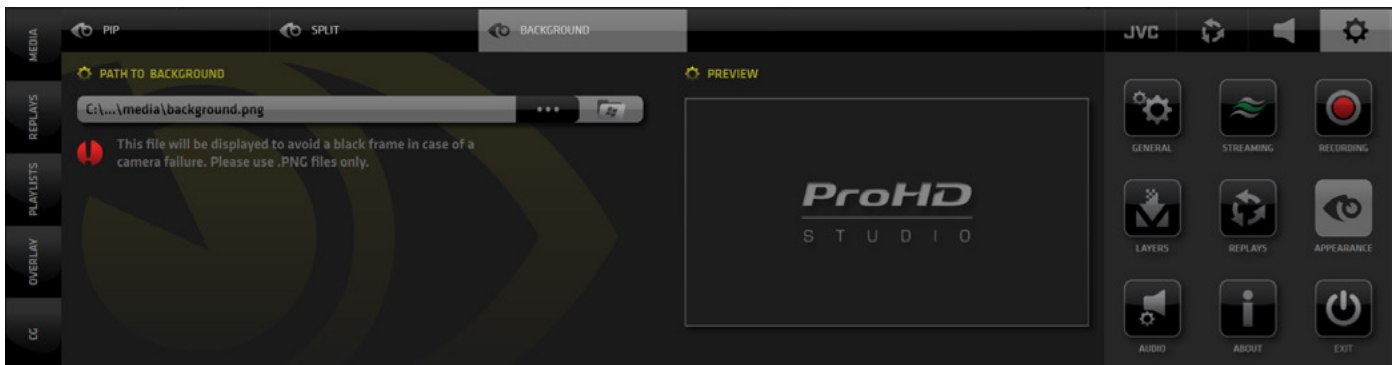 MEDIA
REPLAYS
PLAYLISTS
OVERLAY
CG
PIP
SPLIT
BACKGROUND
PATH TO BACKGROUND
C:\...\media\background.png
...
This file will be displayed to avoid a black frame in case of a
camera failure. Please use .PNG files only.
PREVIEW
ProHD
STUDIO
JVC
GENERAL
STREAMING
RECORDING
LAYERS
REPLAYS
APPEARANCE
AUDIO
ABOUT
EXIT